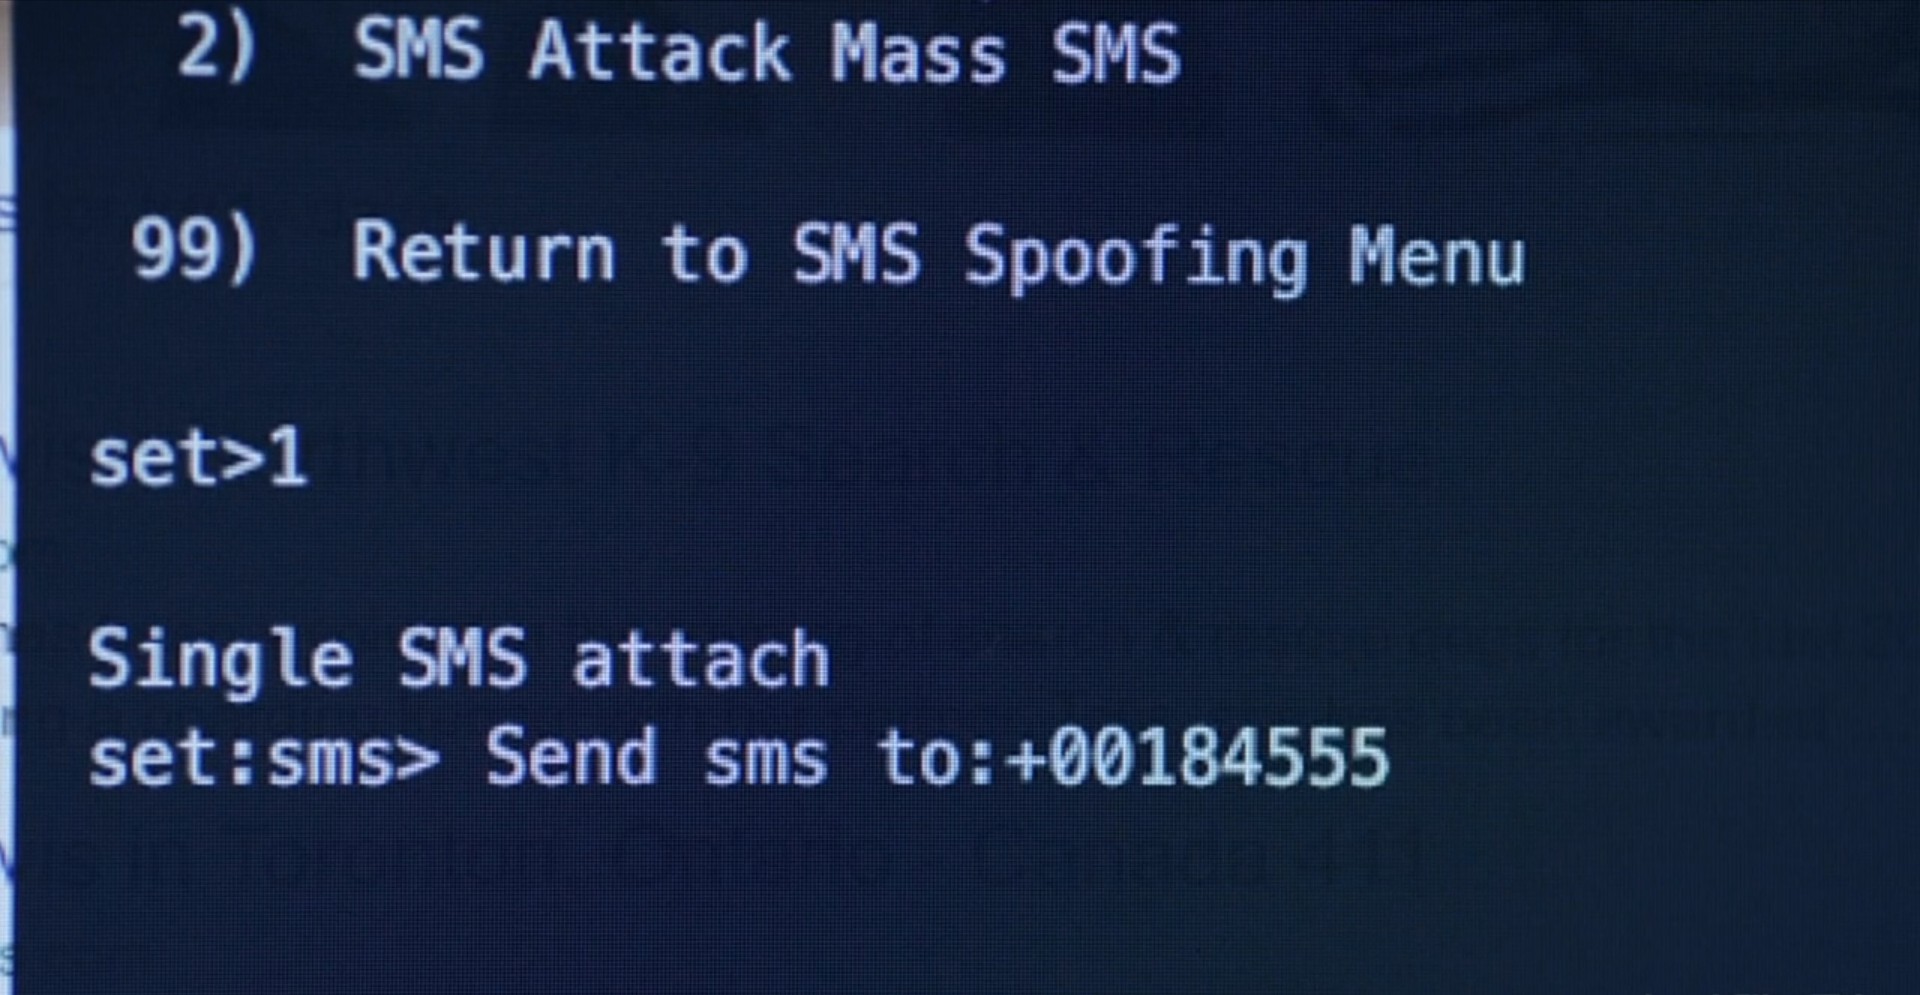 2) SMS Attack Mass SMS
99) Return to SMS Spoofing Menu
set>1
Single SMS attach
set:sms> Send sms to:+00184555